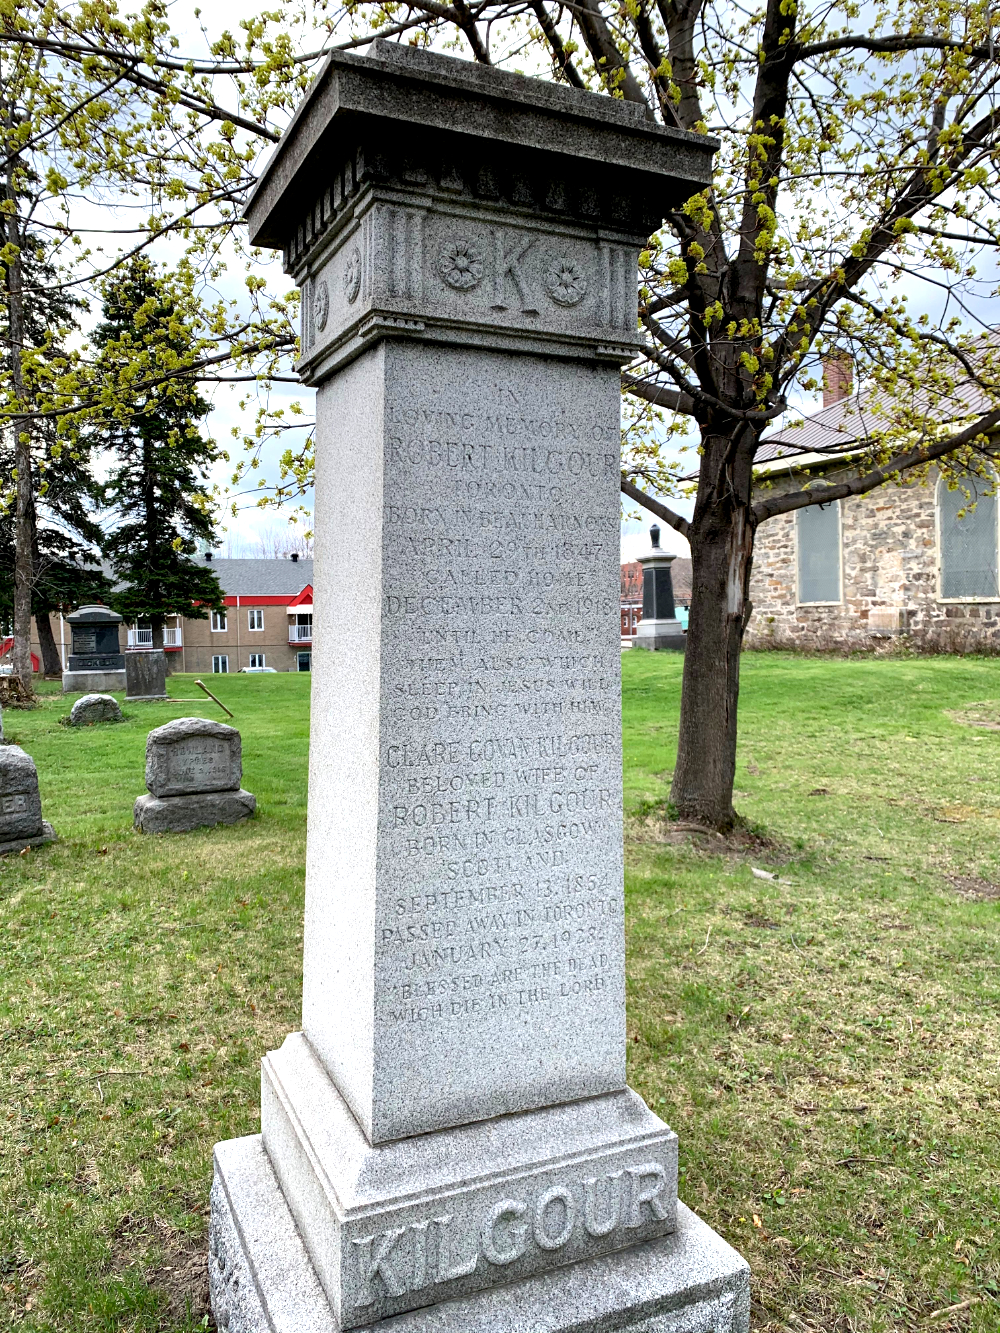 K
IN
LOVING MEMORY OF
ROBERT KILGOUR
TORONTO
BORN IN BEAUHARNOIS
APRIL 29TH 1847
CALLED HOME
DECEMBER 2ND 1918
"UNTIL HE COME"
"THEM ALSO WHICH
SLEEP IN JESUS WILL
GOD BRING WITH HIM."
CLARE GOVAN KILGOUR
BELOVED WIFE OF
ROBERT KILGOUR
BORN IN GLASGOW
SCOTLAND
SEPTEMBER 13, 1852
PASSED AWAY IN TORONTO
JANUARY 27, 1928.
"BLESSED ARE THE DEAD
WICH DIE IN THE LORD"
KILGOUR